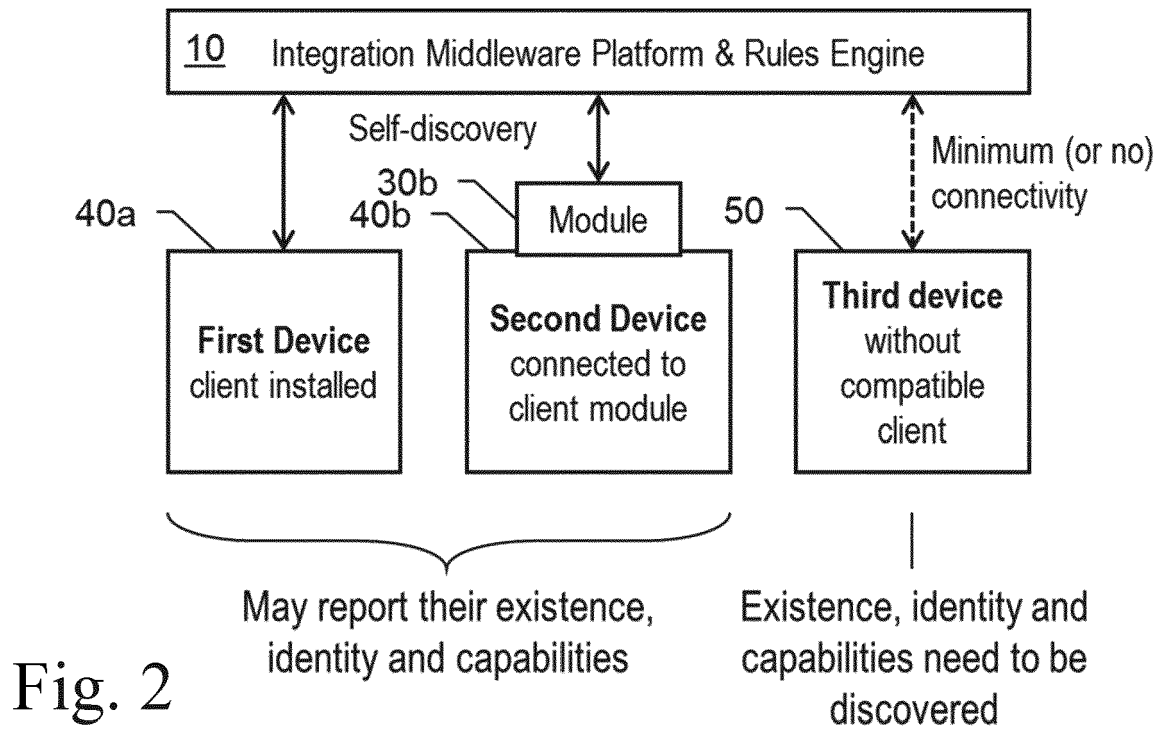 10 Integration Middleware Platform & Rules Engine
Self-discovery
Minimum (or no)
connectivity
40a
30b
40b
Module
50
First Device
client installed
Second Device
connected to
client module
Third device
without
compatible
client
May report their existence,
identity and capabilities
Existence, identity and
capabilities need to be
discovered
Fig. 2